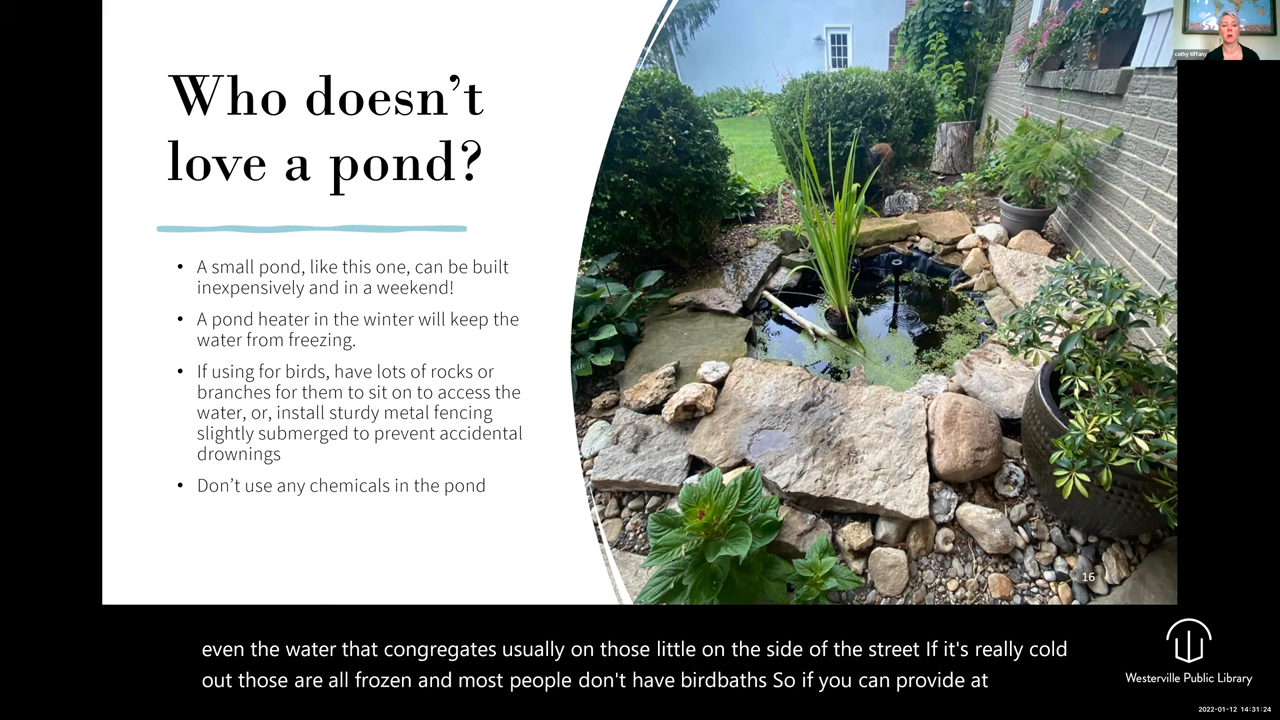 cathy tiffany
Who doesn't
love a pond?
• A small pond, like this one, can be built
inexpensively and in a weekend!
• A pond heater in the winter will keep the
water from freezing.
• If using for birds, have lots of rocks or
branches for them to sit on to access the
water, or, install sturdy metal fencing
slightly submerged to prevent accidental
drownings
• Don't use any chemicals in the pond
16
even the water that congregates usually on those little on the side of the street If it's really cold
out those are all frozen and most people don't have birdbaths So if you can provide at
Westerville Public Library
2022-01-12 14:31:24